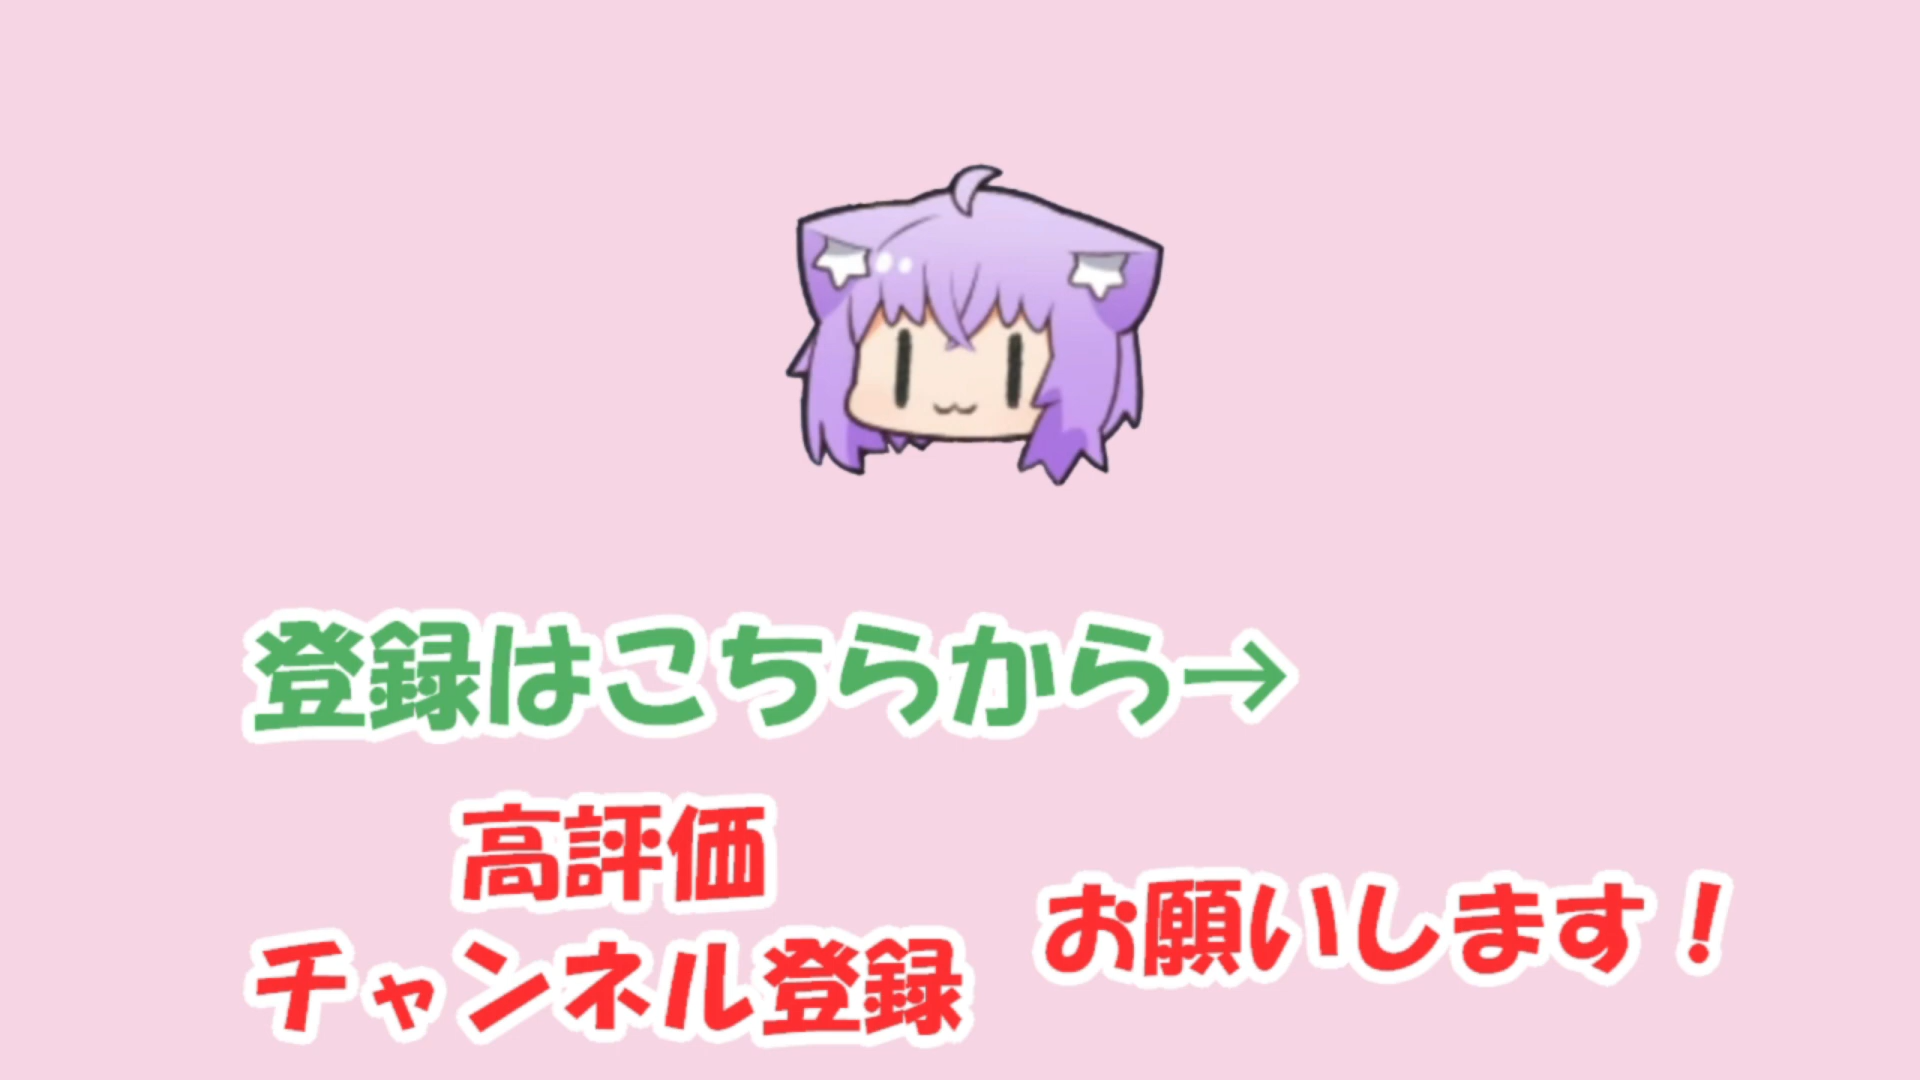 登録はこちらから→
高評価
チャンネル登録
お願いします！